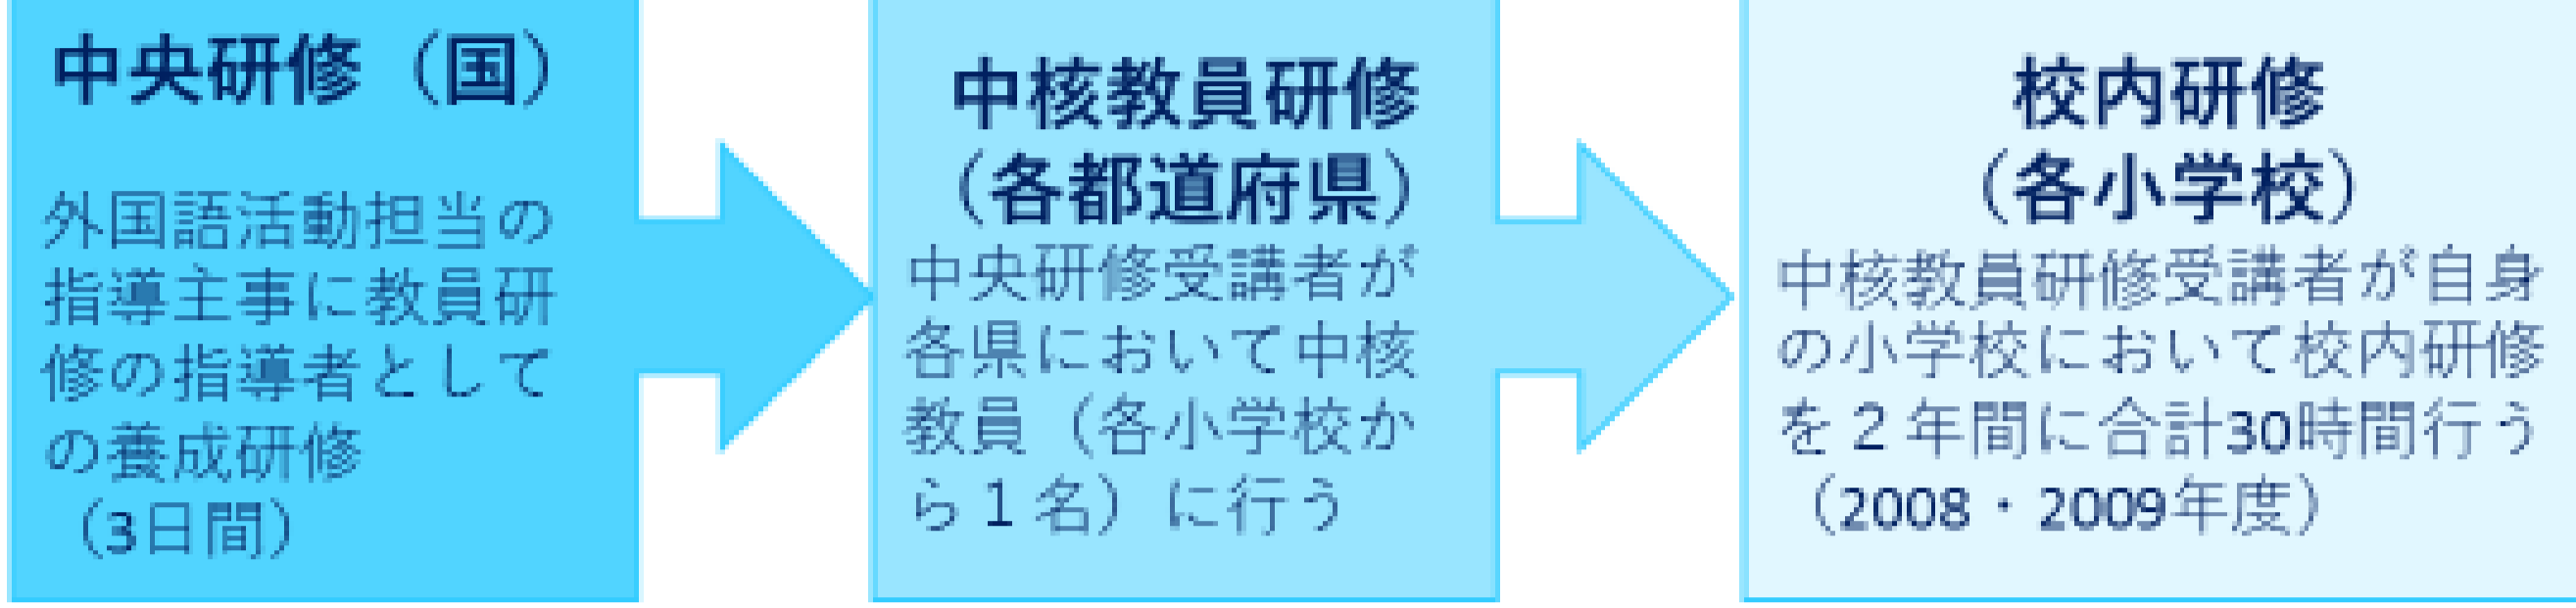 中央研修（国）
外国語活動担当の
指導主事に教員研
修の指導者として
の養成研修
（3日間）
中核教員研修
（各都道府県）
中央研修受講者が
各県において中核
教員（各小学校か
ら１名）に行う
校内研修
（各小学校）
中核教員研修受講者が自身
の小学校において校内研修
を２年間に合計30時間行う
（2008・2009年度）